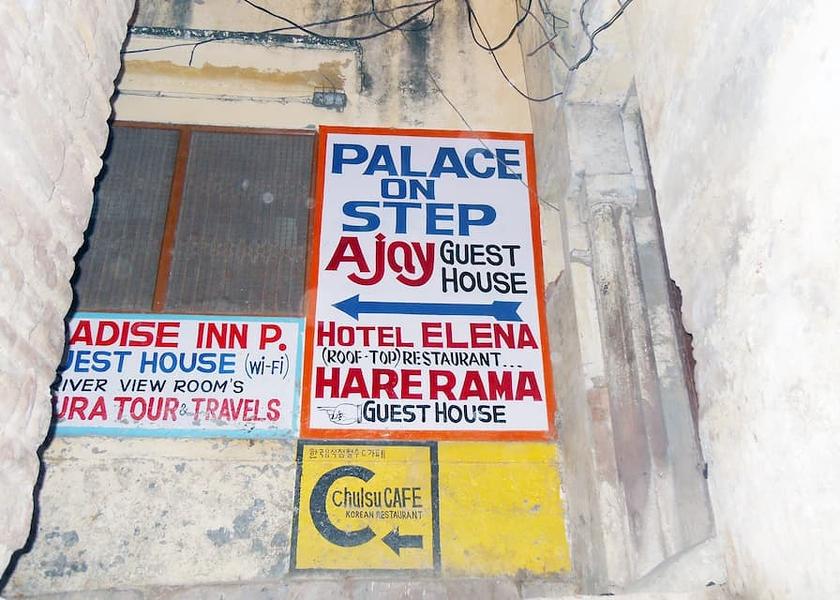 PALACE
ON
STEP
Ajay GUEST
HOUSE
HOTEL ELENA
(ROOF-TOP) RESTAURANT...
HARE RAMA
GUEST HOUSE
ADISE INN P.
UEST HOUSE (Wi-Fi)
IVER VIEW ROOM'S
URA TOUR & TRAVELS
Chulsu CAFE
KOREAN RESTAURANT